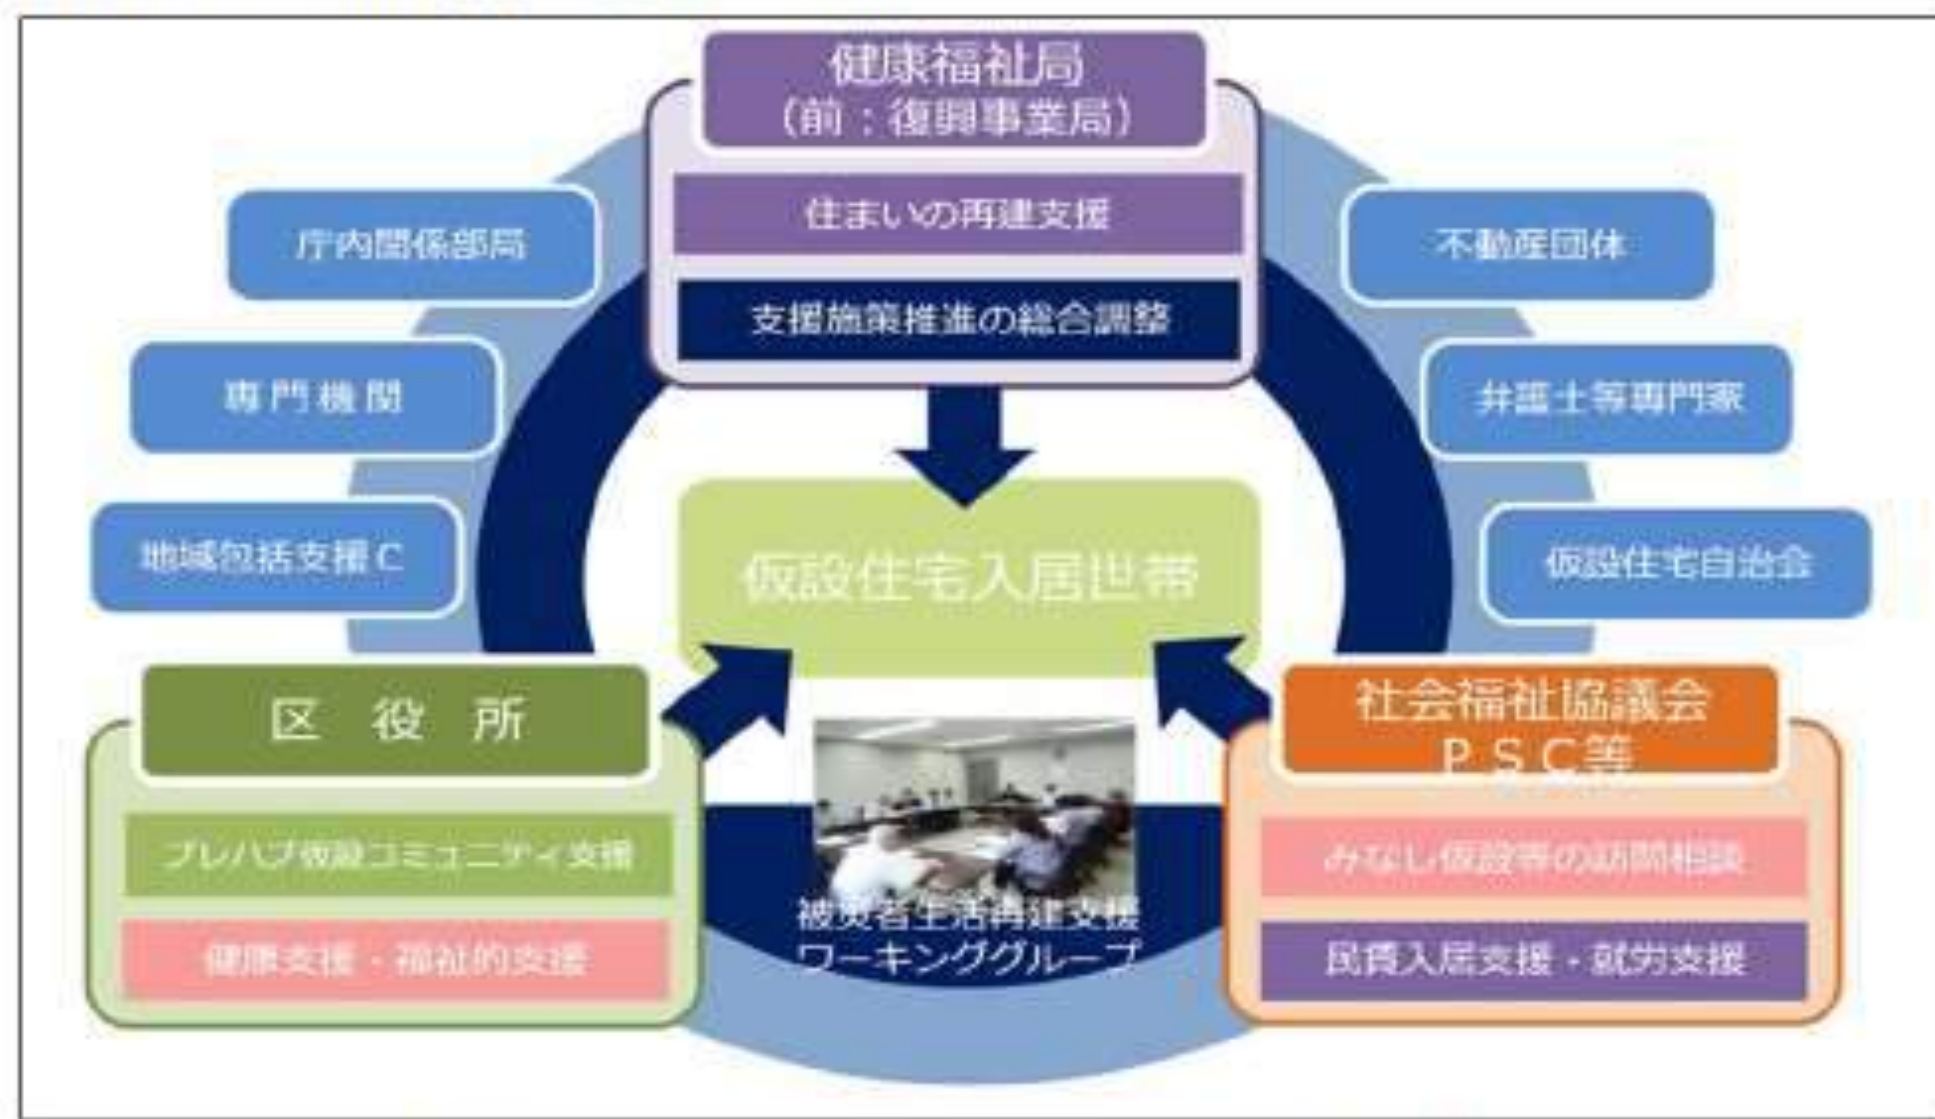 健康福祉局
（前：復興事業局）
住まいの再建支援
支援施策推進の総合調整
庁内関係部局
専門機関
地域包括支援C
不動産団体
弁護士等専門家
仮設住宅自治会
仮設住宅入居世帯
区 役 所
プレハブ仮設コミュニティ支援
健康支援・福祉的支援
社会福祉協議会
PSC等
みなし仮設等の訪問相談
民賃入居支援・就労支援
被災者生活再建支援
ワーキンググループ